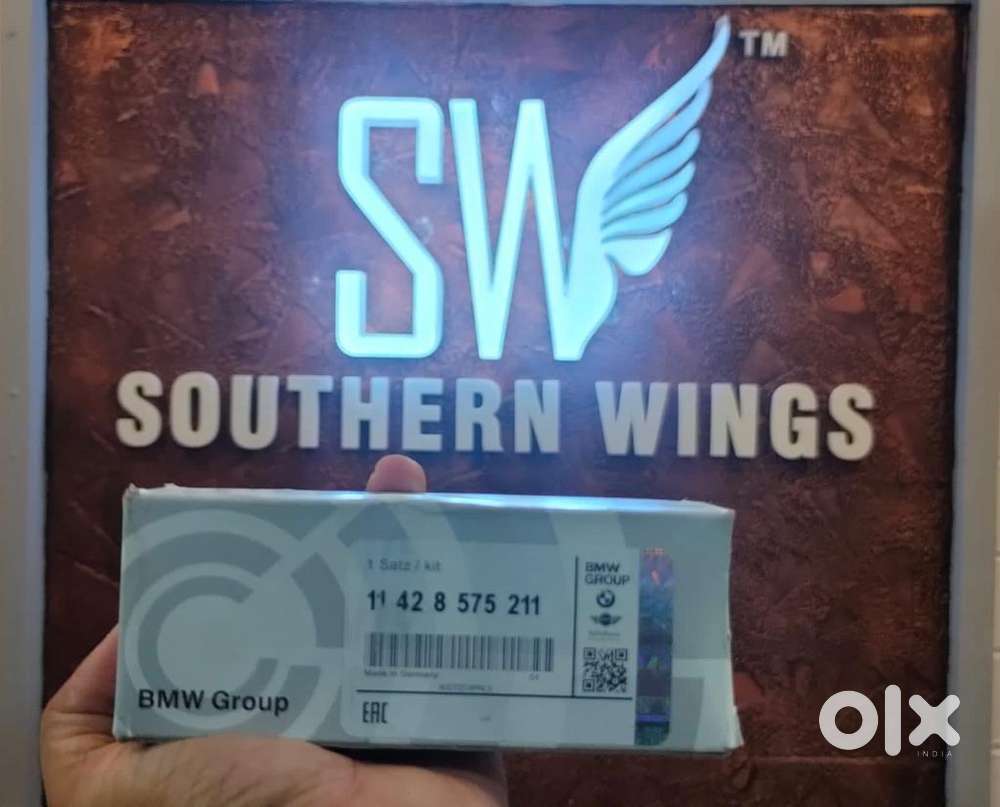 SW
TM
SOUTHERN WINGS
1 Satz / kit
11 42 8 575 211
Made in Germany
BMW
GROUP
BMW Group
EAC
olx
INDIA